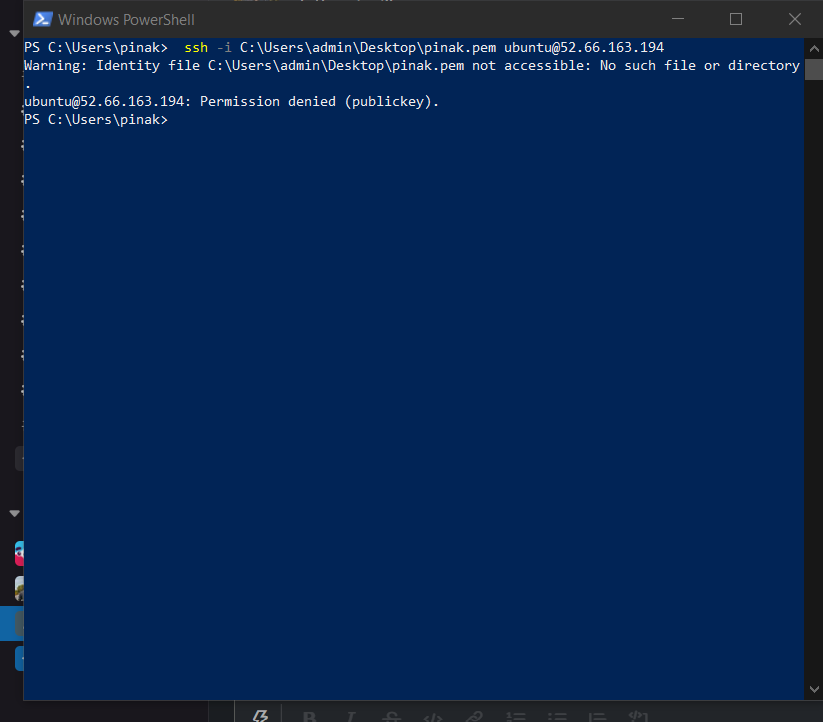 Windows PowerShell
PS C:\Users\pinak>  ssh -i C:\Users\admin\Desktop\pinak.pem ubuntu@52.66.163.194
Warning: Identity file C:\Users\admin\Desktop\pinak.pem not accessible: No such file or directory
.
ubuntu@52.66.163.194: Permission denied (publickey).
PS C:\Users\pinak>